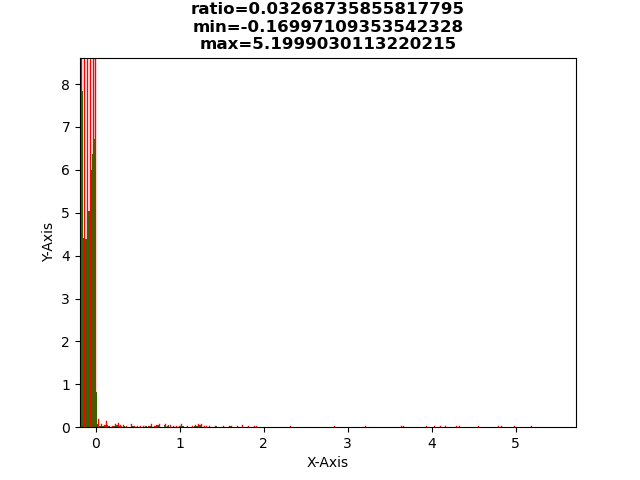 ratio=0.03268735855817795
min=-0.16997109353542328
max=5.1999030113220215
8
7
6
5
4
3
2
1
0
Y-Axis
0 1 2 3 4 5
X-Axis